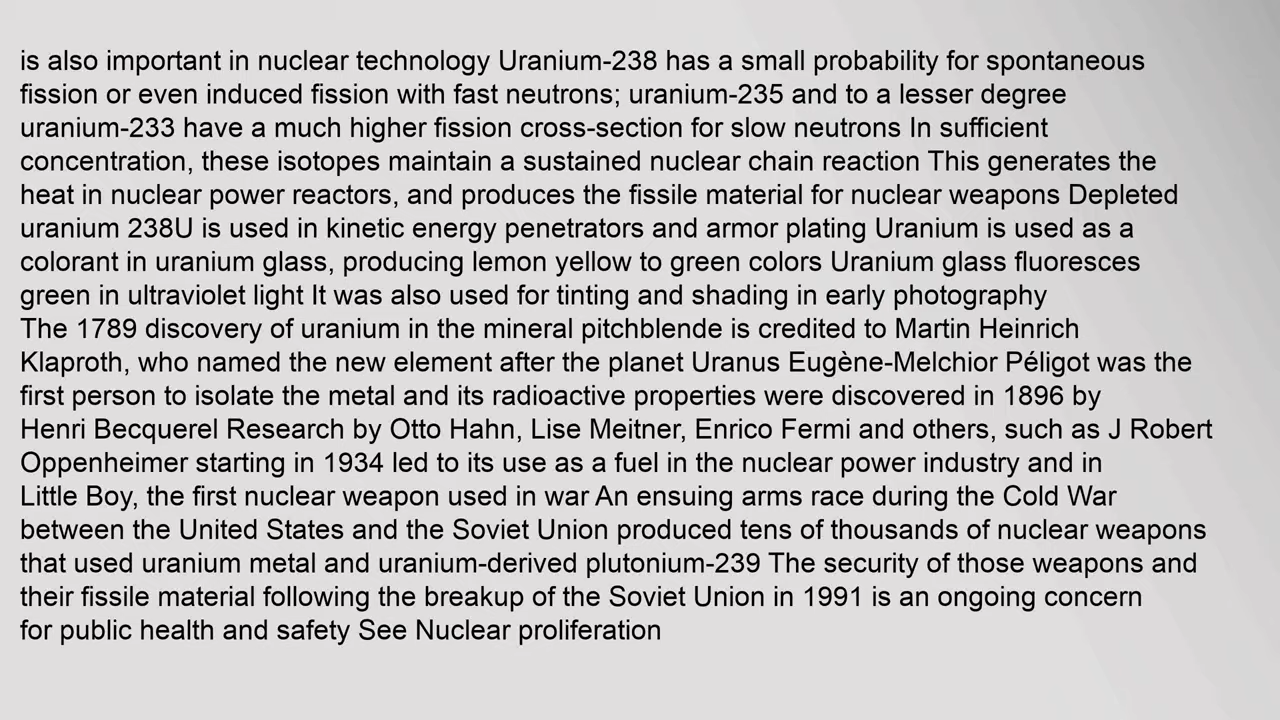 is also important in nuclear technology Uranium-238 has a small probability for spontaneous
fission or even induced fission with fast neutrons; uranium-235 and to a lesser degree
uranium-233 have a much higher fission cross-section for slow neutrons In sufficient
concentration, these isotopes maintain a sustained nuclear chain reaction This generates the
heat in nuclear power reactors, and produces the fissile material for nuclear weapons Depleted
uranium 238U is used in kinetic energy penetrators and armor plating Uranium is used as a
colorant in uranium glass, producing lemon yellow to green colors Uranium glass fluoresces
green in ultraviolet light It was also used for tinting and shading in early photography
The 1789 discovery of uranium in the mineral pitchblende is credited to Martin Heinrich
Klaproth, who named the new element after the planet Uranus Eugène-Melchior Péligot was the
first person to isolate the metal and its radioactive properties were discovered in 1896 by
Henri Becquerel Research by Otto Hahn, Lise Meitner, Enrico Fermi and others, such as J Robert
Oppenheimer starting in 1934 led to its use as a fuel in the nuclear power industry and in
Little Boy, the first nuclear weapon used in war An ensuing arms race during the Cold War
between the United States and the Soviet Union produced tens of thousands of nuclear weapons
that used uranium metal and uranium-derived plutonium-239 The security of those weapons and
their fissile material following the breakup of the Soviet Union in 1991 is an ongoing concern
for public health and safety See Nuclear proliferation